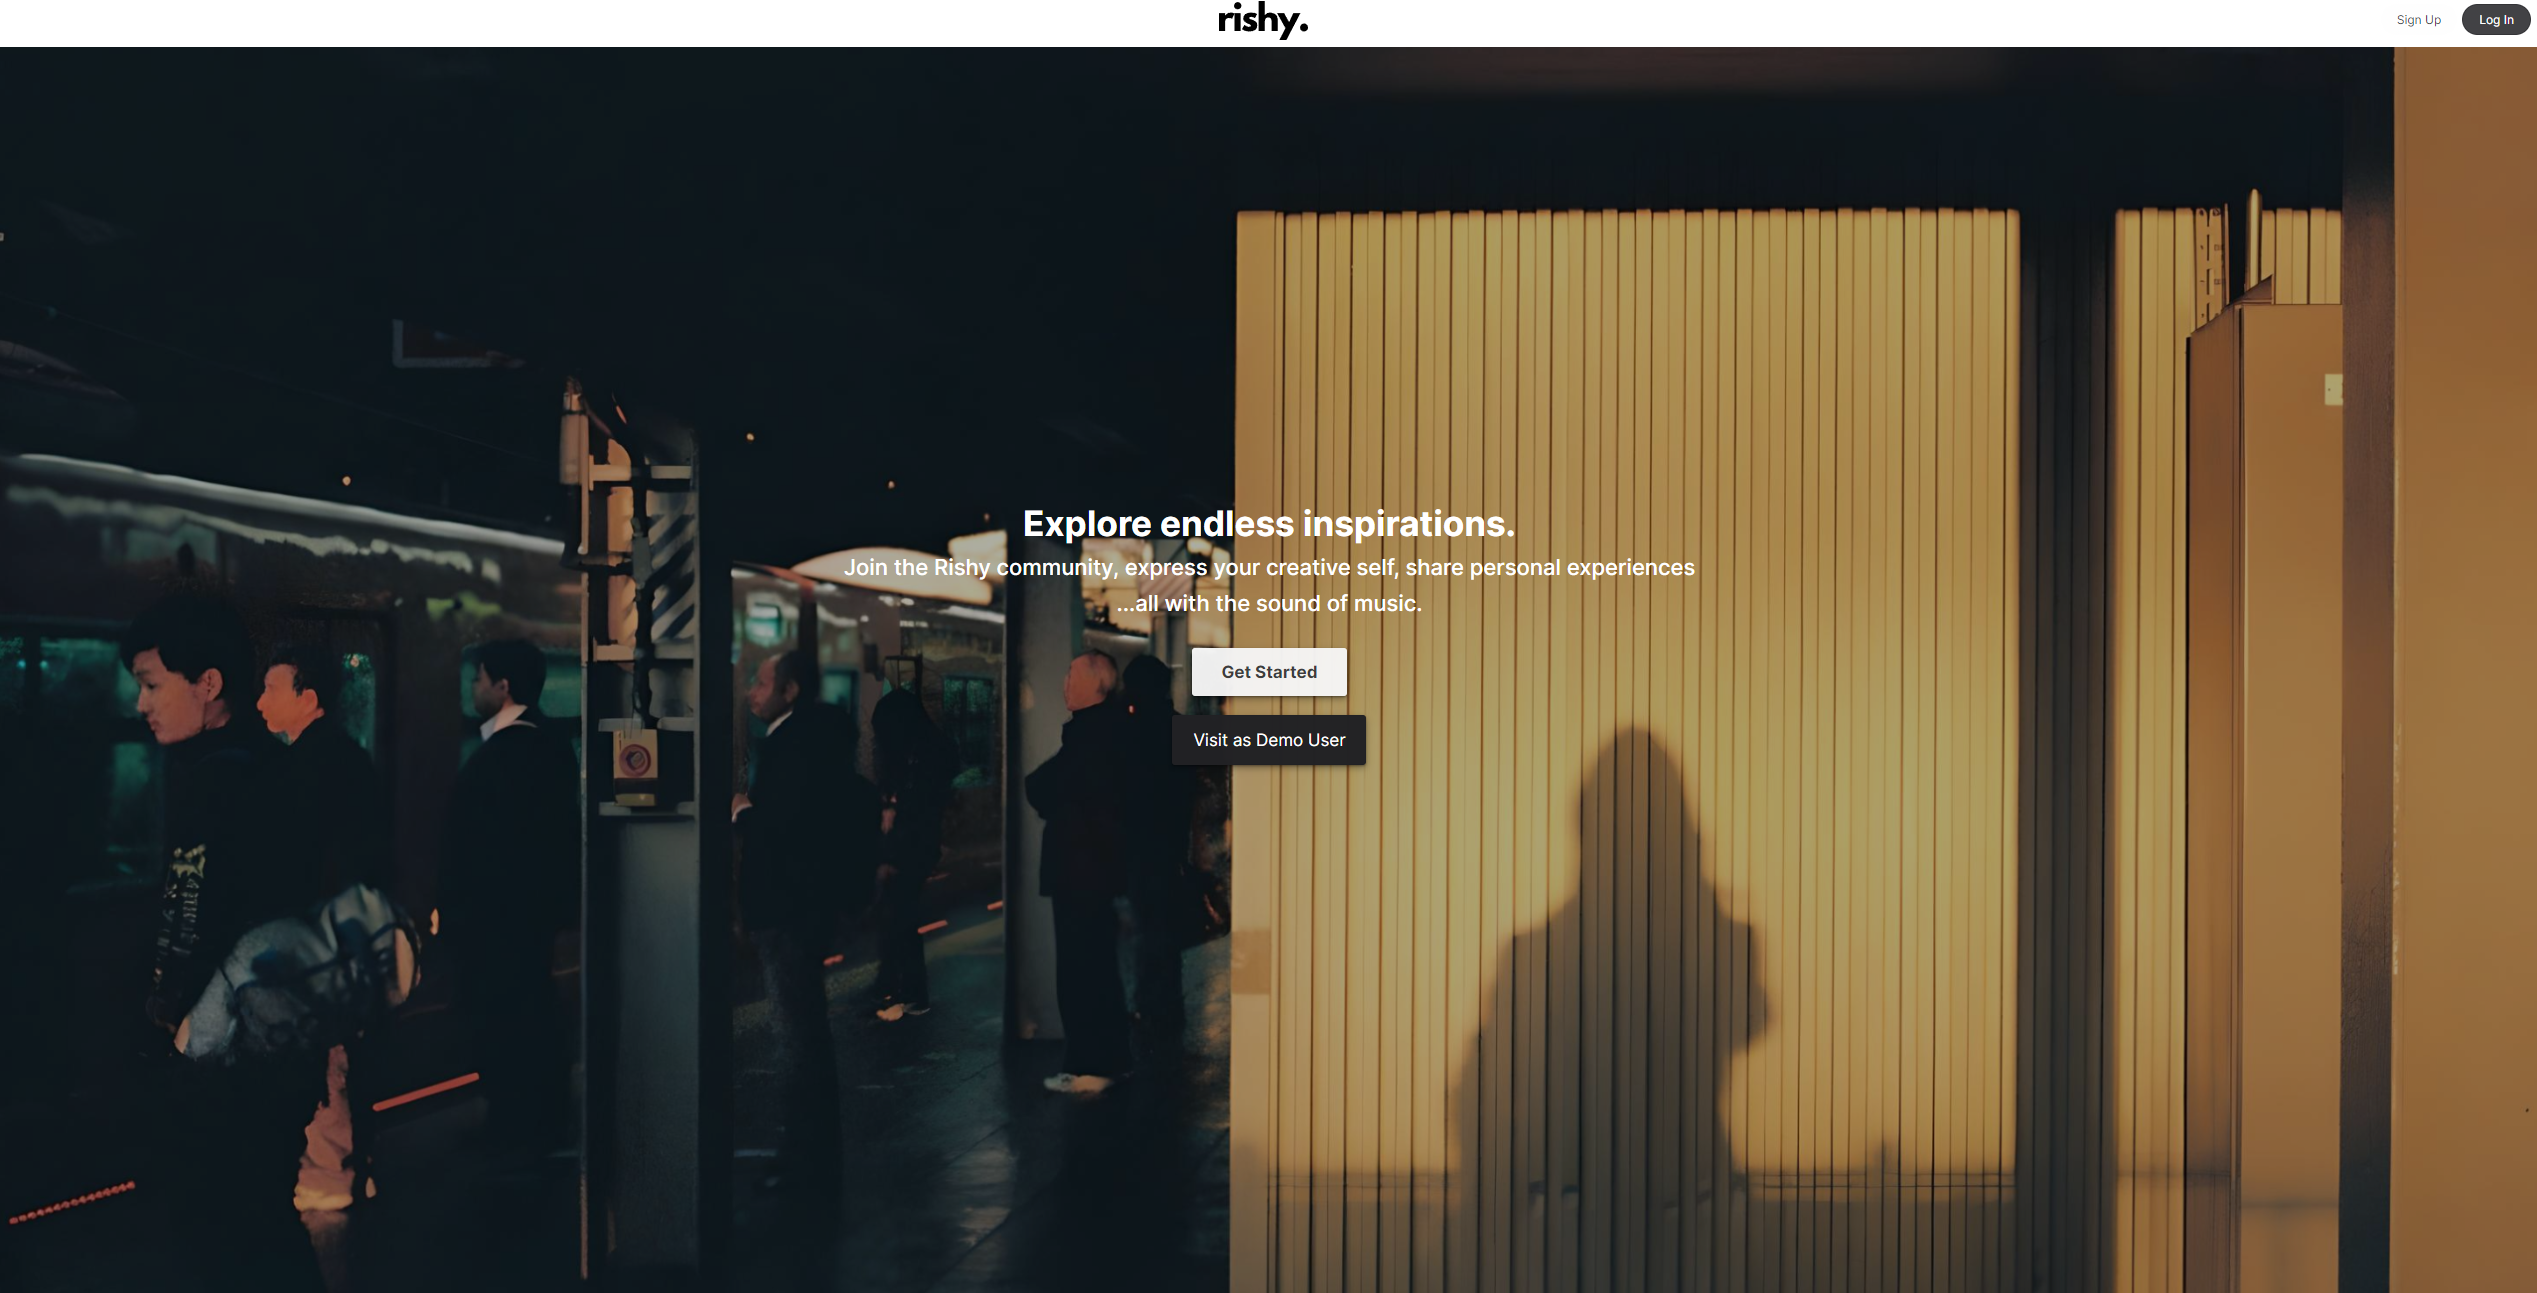 rishy.
Sign Up
Log In
Explore endless inspirations.
Join the Rishy community, express your creative self, share personal experiences
...all with the sound of music.
Get Started
Visit as Demo User